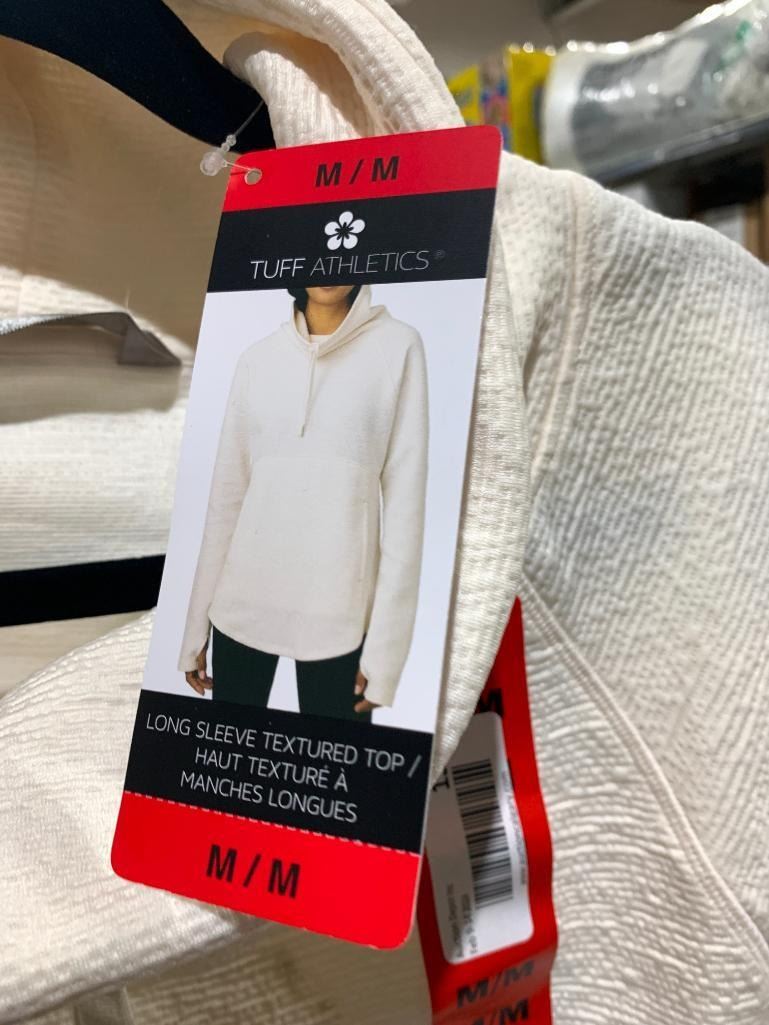 M / M
TUFF ATHLETICS®
LONG SLEEVE TEXTURED TOP /
HAUT TEXTURÉ À
MANCHES LONGUES
M / M
M/M
M/M